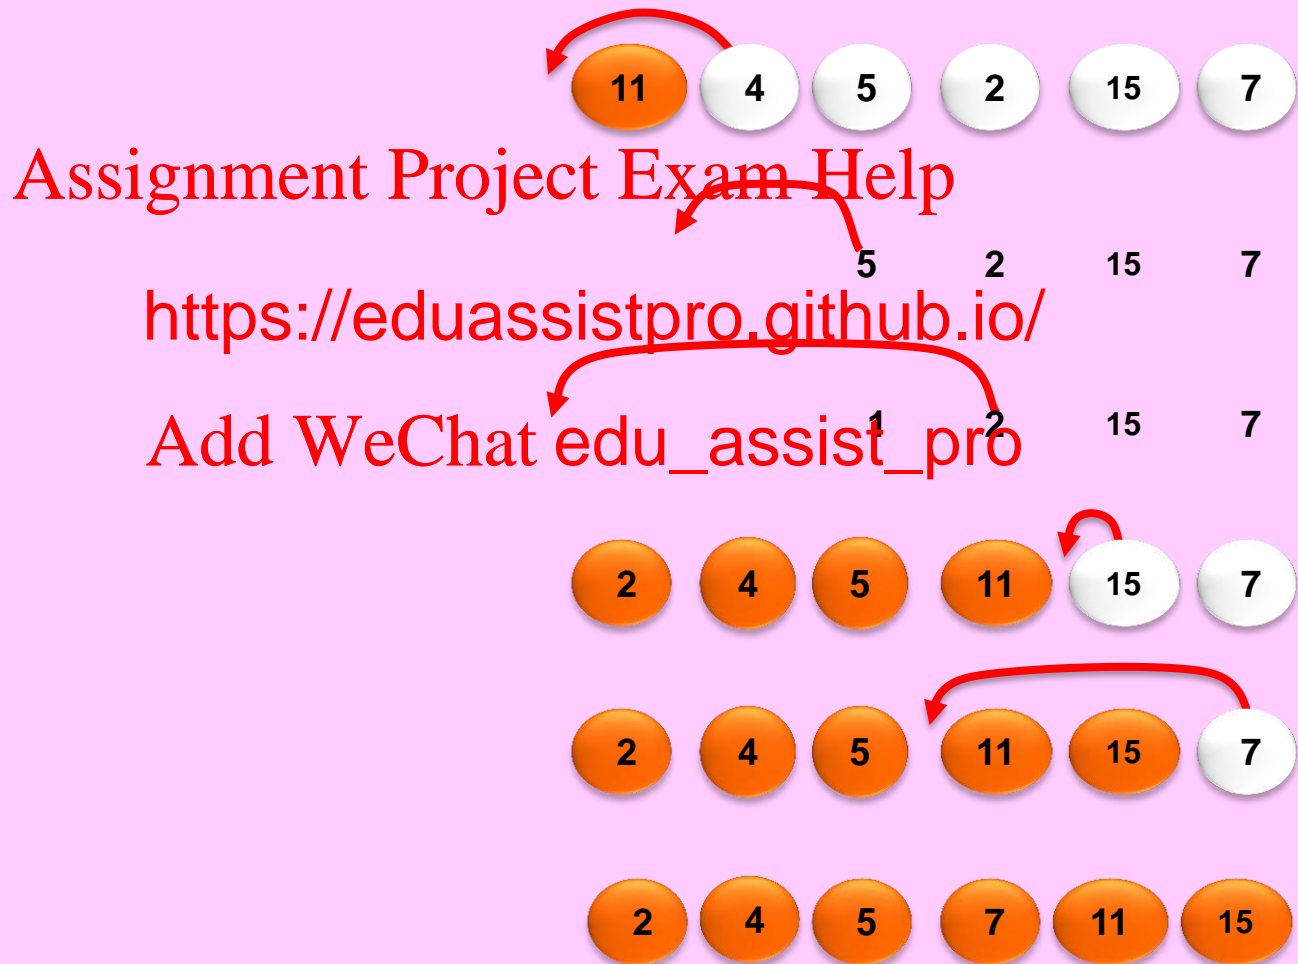 11 4 5 2 15 7
Assignment Project Exam Help
5 2 15 7
https://eduassistpro.github.io/
1 2 15 7
Add WeChat edu_assist_pro
2 4 5 11 15 7
2 4 5 11 15 7
2 4 5 7 11 15